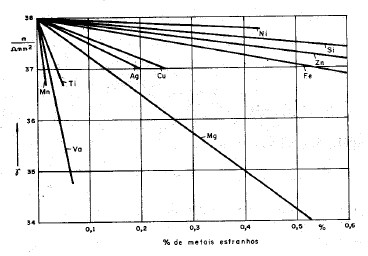 38
m
Ωmm²
37
36
35
34
Ni
Si
Zn
Fe
Ag
Cu
Ti
Mn
Mg
Va
0,1
0,2
0,3
0,4
0,5
%
0,6
% de metais estranhos